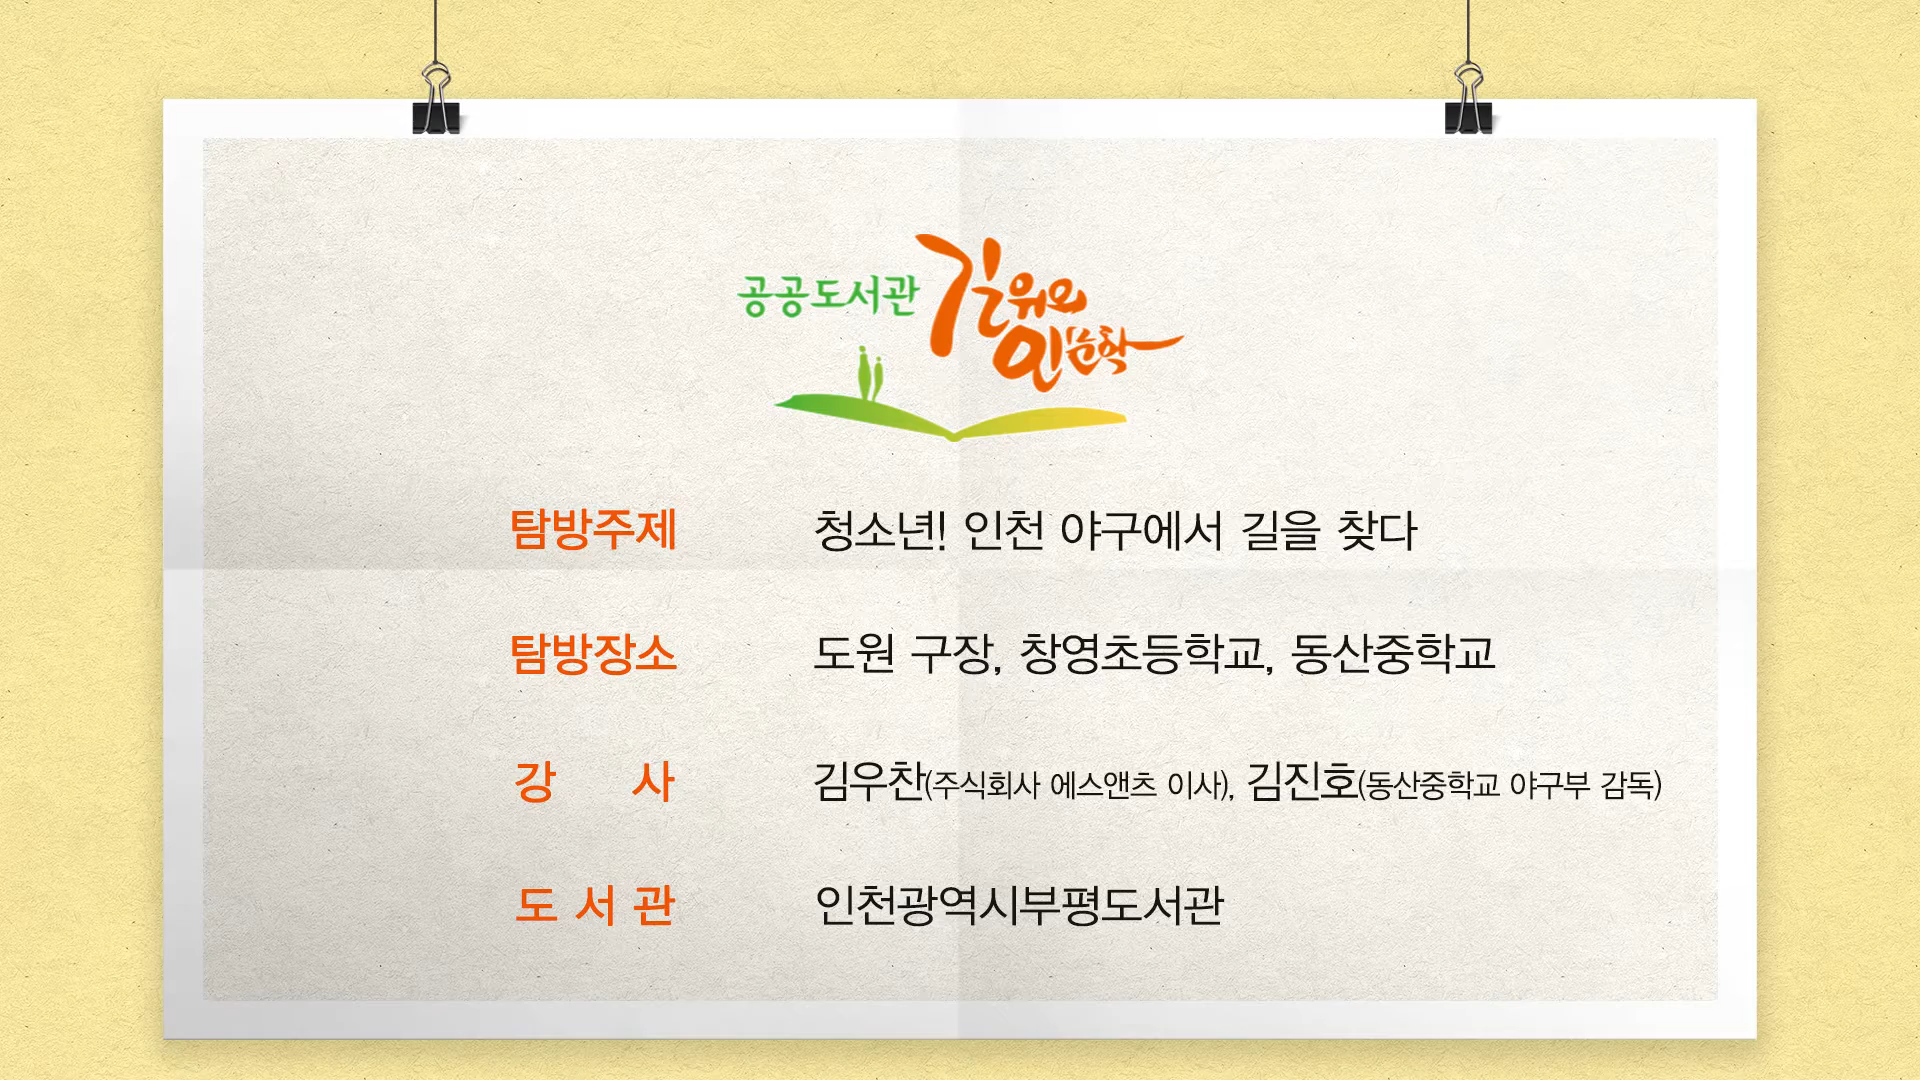 공공도서관 길 위의 인문학
탐방주제 청소년! 인천 야구에서 길을 찾다
탐방장소 도원 구장, 창영초등학교, 동산중학교
강 사 김우찬(주식회사 에스앤츠 이사), 김진호(동산중학교 야구부 감독)
도 서 관 인천광역시부평도서관